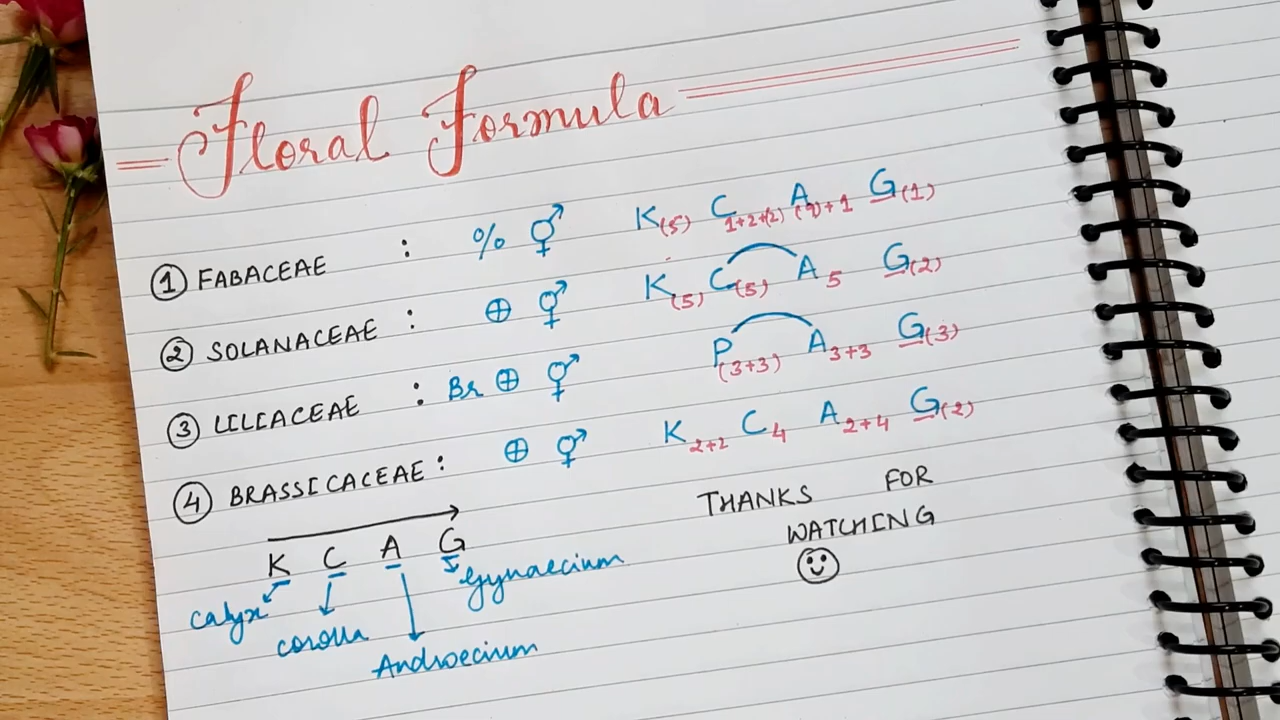 Floral Formula
① FABACEAE : % ⚥ K(5) C1+2+(2) A(9)+1 G(1)
② SOLANACEAE : ⊕ ⚥ K(5) C(5) A5 G(2)
③ LILIACEAE : Br ⊕ ⚥ P(3+3) A3+3 G(3)
④ BRASSICACEAE : ⊕ ⚥ K2+2 C4 A2+4 G(2)
THANKS FOR
WATCHING
K C A G
Gynaecium
calyx
corolla
Androecium